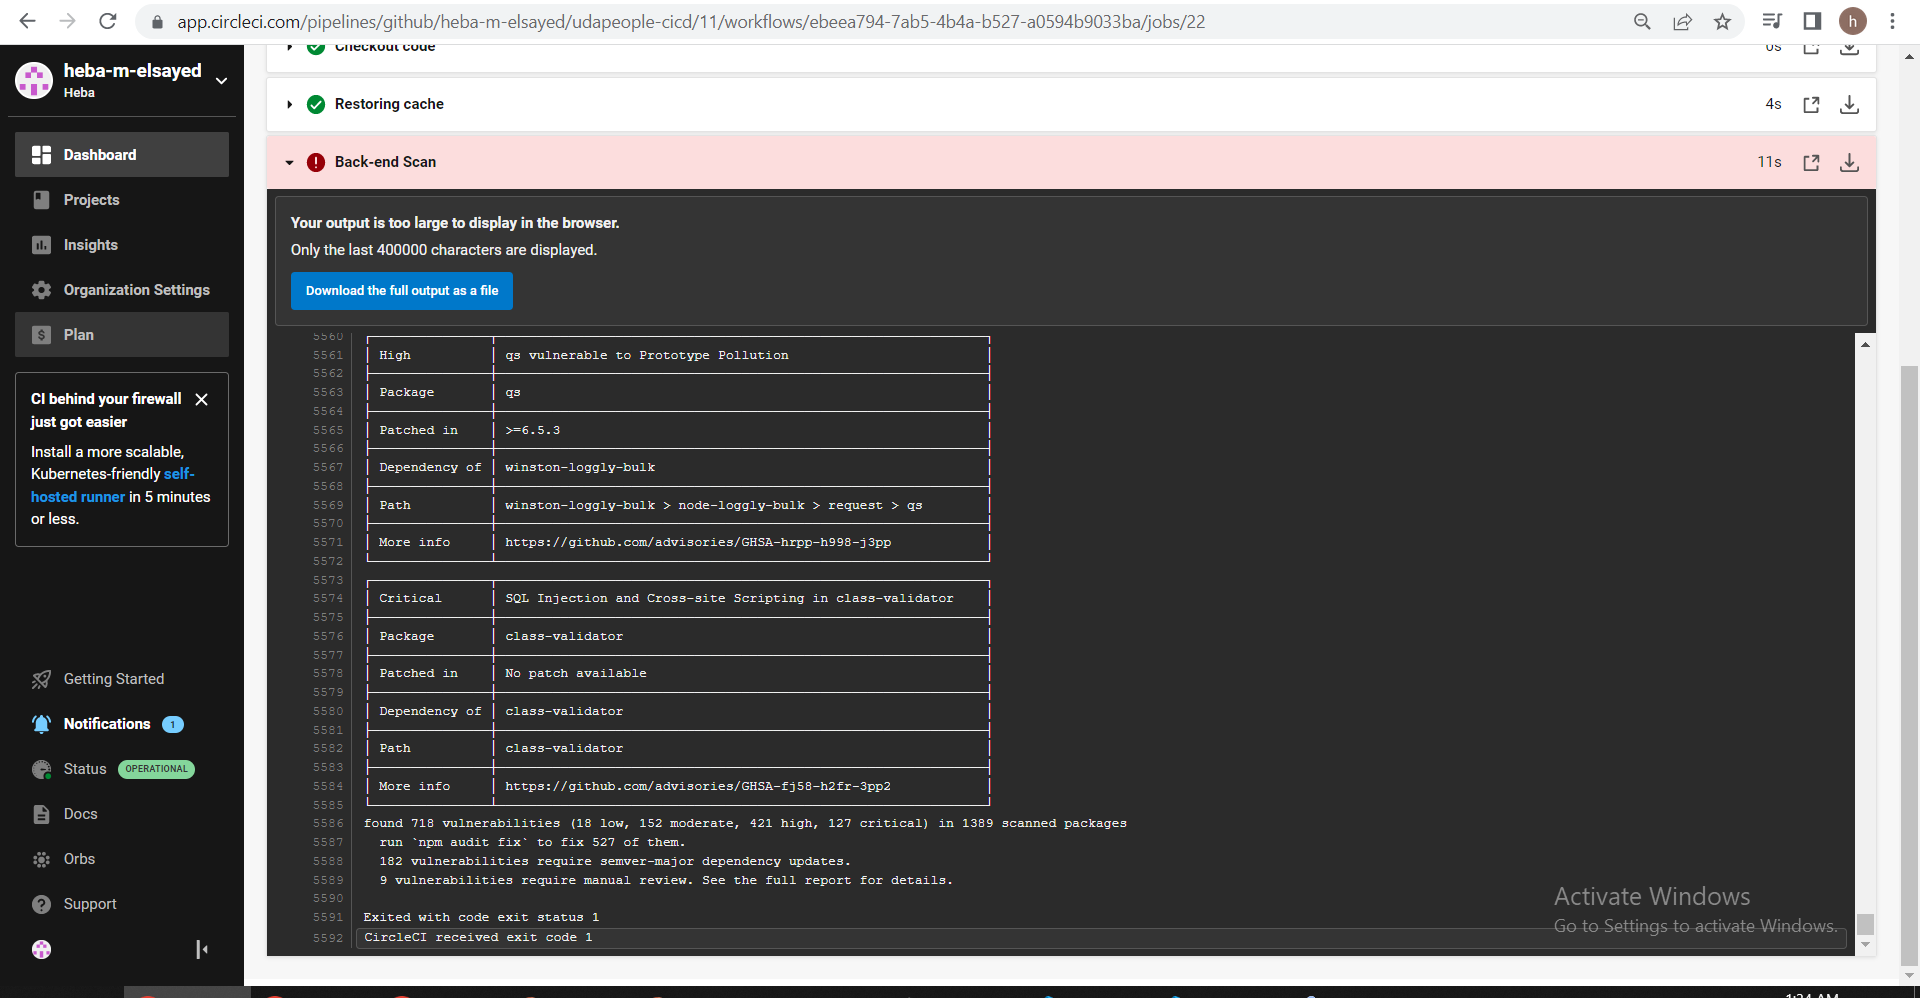 app.circleci.com/pipelines/github/heba-m-elsayed/udapeople-cicd/11/workflows/ebeea794-7ab5-4b4a-b527-a0594b9033ba/jobs/22
h
heba-m-elsayed
Heba
Dashboard
Projects
Insights
Organization Settings
$ Plan
CI behind your firewall
just got easier
Install a more scalable,
Kubernetes-friendly self-
hosted runner in 5 minutes
or less.
Getting Started
Notifications 1
Status OPERATIONAL
Docs
Orbs
? Support
Checkout code 0s
Restoring cache 4s
! Back-end Scan 11s
Your output is too large to display in the browser.
Only the last 400000 characters are displayed.
Download the full output as a file
5560
5561 High qs vulnerable to Prototype Pollution
5562
5563 Package qs
5564
5565 Patched in >=6.5.3
5566
5567 Dependency of winston-loggly-bulk
5568
5569 Path winston-loggly-bulk > node-loggly-bulk > request > qs
5570
5571 More info https://github.com/advisories/GHSA-hrpp-h998-j3pp
5572
5573
5574 Critical SQL Injection and Cross-site Scripting in class-validator
5575
5576 Package class-validator
5577
5578 Patched in No patch available
5579
5580 Dependency of class-validator
5581
5582 Path class-validator
5583
5584 More info https://github.com/advisories/GHSA-fj58-h2fr-3pp2
5585
5586 found 718 vulnerabilities (18 low, 152 moderate, 421 high, 127 critical) in 1389 scanned packages
5587 run `npm audit fix` to fix 527 of them.
5588 182 vulnerabilities require semver-major dependency updates.
5589 9 vulnerabilities require manual review. See the full report for details.
5590
5591 Exited with code exit status 1
5592 CircleCI received exit code 1
Activate Windows
Go to Settings to activate Windows.
1:24 AM